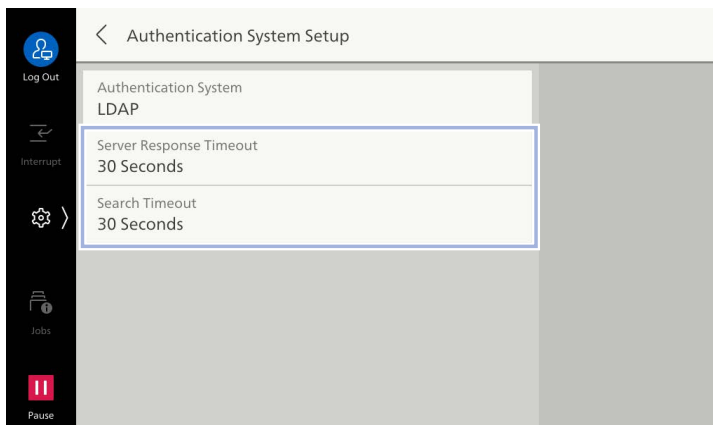 Authentication System Setup
Log Out
Authentication System
LDAP
Interrupt
Server Response Timeout
30 Seconds
Search Timeout
30 Seconds
Jobs
Pause